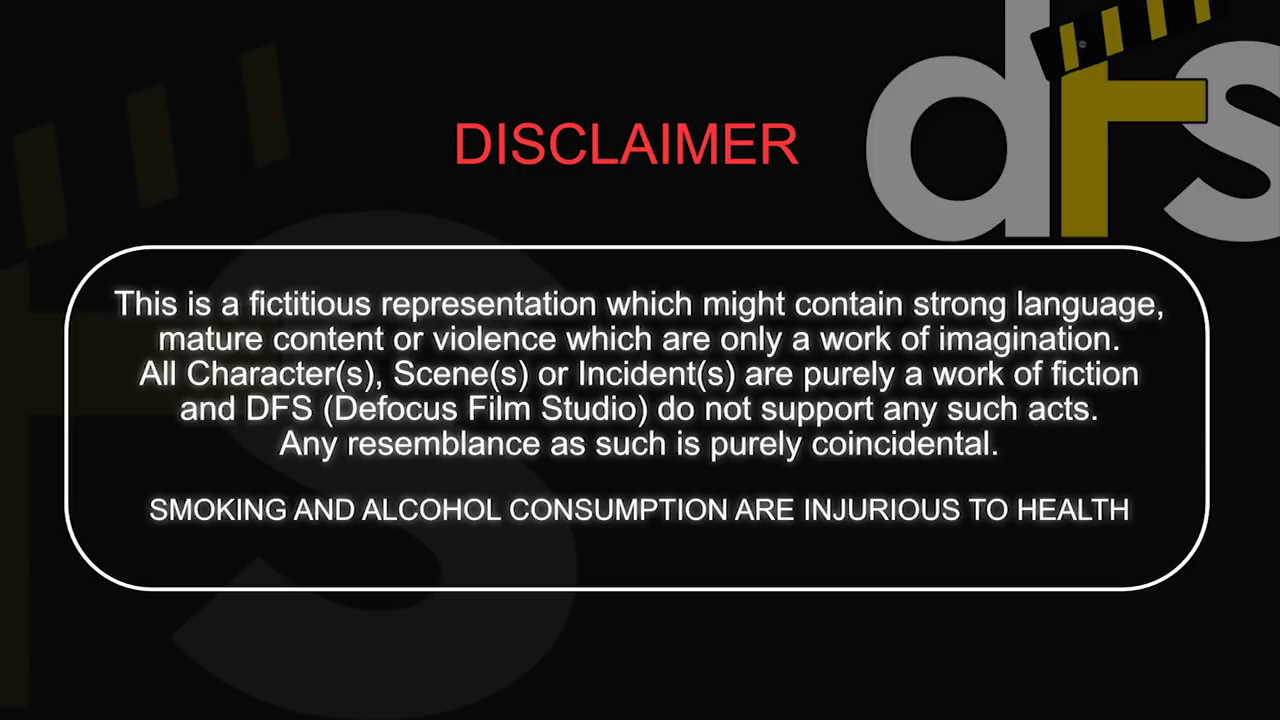 dfs
DISCLAIMER
This is a fictitious representation which might contain strong language,
mature content or violence which are only a work of imagination.
All Character(s), Scene(s) or Incident(s) are purely a work of fiction
and DFS (Defocus Film Studio) do not support any such acts.
Any resemblance as such is purely coincidental.
SMOKING AND ALCOHOL CONSUMPTION ARE INJURIOUS TO HEALTH